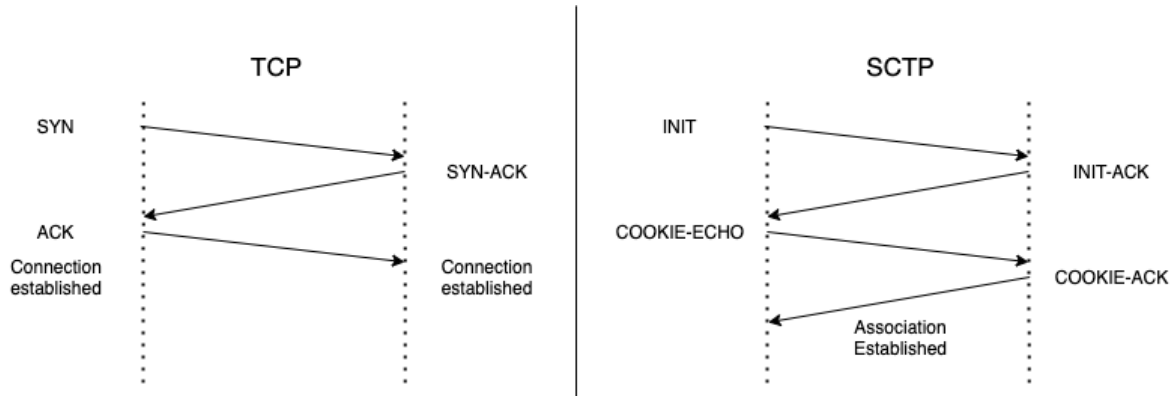 TCP
SYN
SYN-ACK
ACK
Connection
established
Connection
established
SCTP
INIT
INIT-ACK
COOKIE-ECHO
COOKIE-ACK
Association
Established